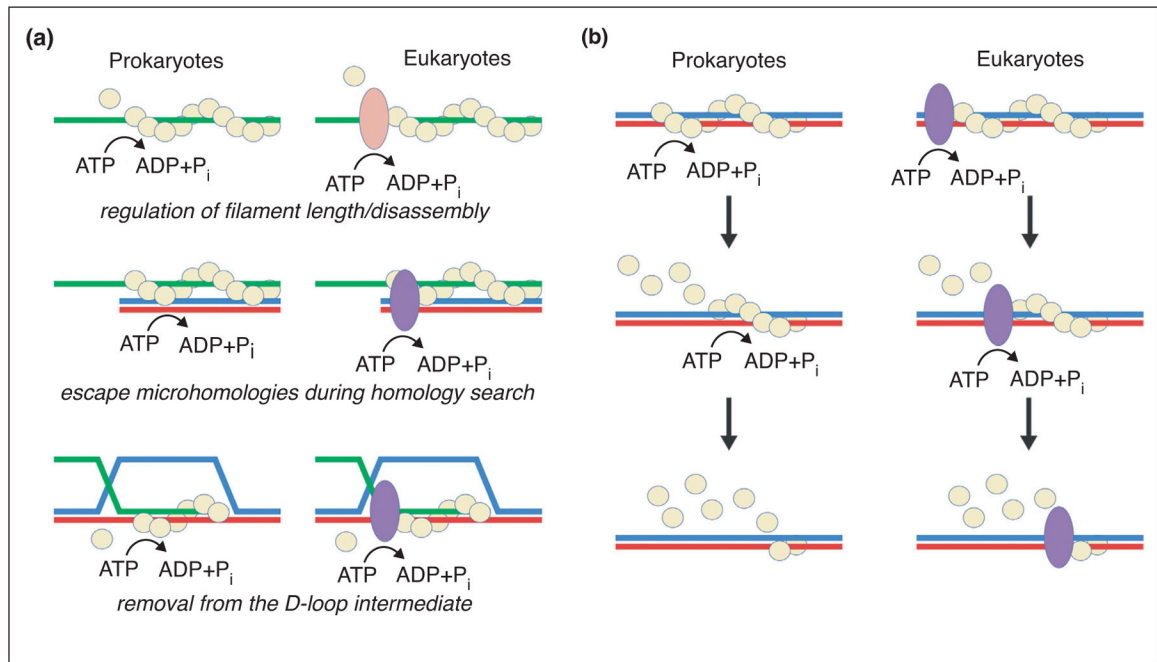 (a)
Prokaryotes Eukaryotes
ATP ADP+Pi ATP ADP+Pi
regulation of filament length/disassembly
ATP ADP+Pi ATP ADP+Pi
escape microhomologies during homology search
ATP ADP+Pi ATP ADP+Pi
removal from the D-loop intermediate
(b)
Prokaryotes Eukaryotes
ATP ADP+Pi ATP ADP+Pi
ATP ADP+Pi ATP ADP+Pi